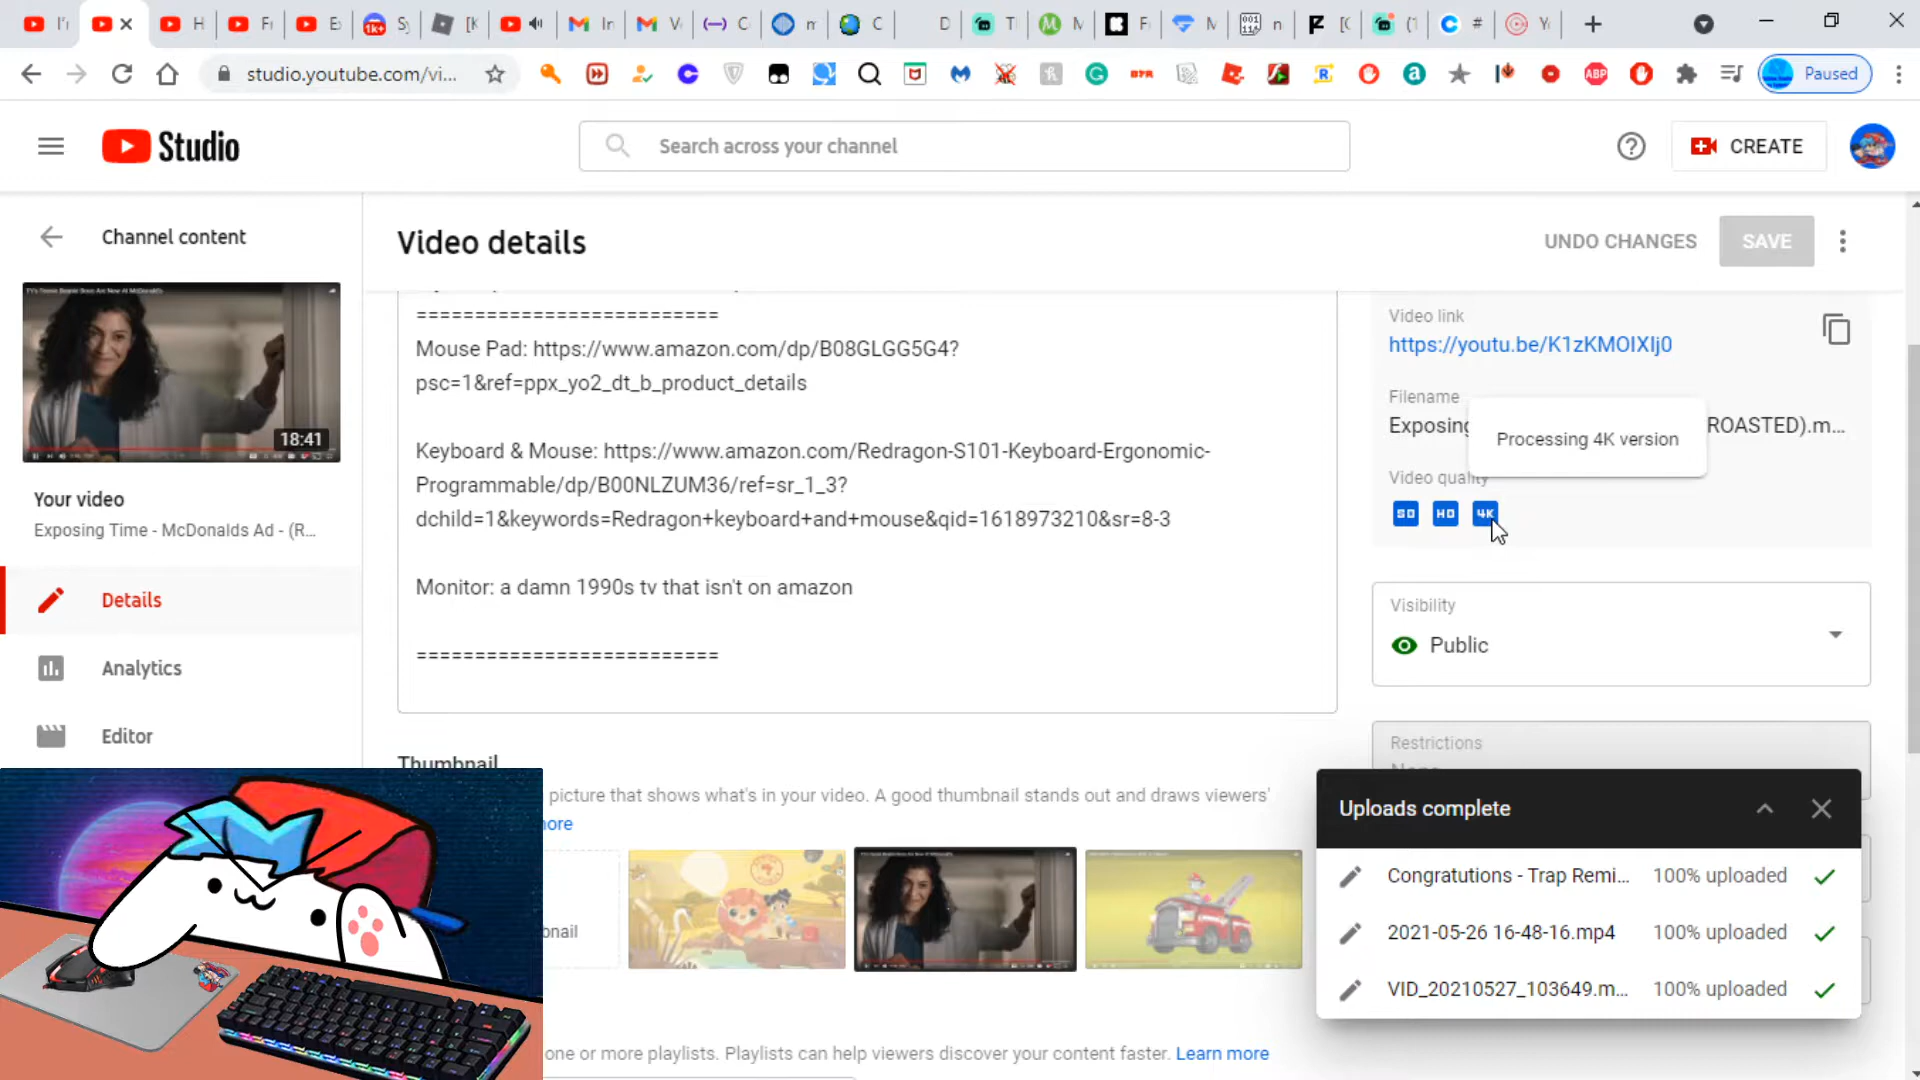 studio.youtube.com/vi...
Paused
Studio
Search across your channel
CREATE
Channel content
Video details
UNDO CHANGES
SAVE
18:41
Your video
Exposing Time - McDonalds Ad - (R...
Details
Analytics
Editor
==========================
Mouse Pad: https://www.amazon.com/dp/B08GLGG5G4?
psc=1&ref=ppx_yo2_dt_b_product_details
Keyboard & Mouse: https://www.amazon.com/Redragon-S101-Keyboard-Ergonomic-
Programmable/dp/B00NLZUM36/ref=sr_1_3?
dchild=1&keywords=Redragon+keyboard+and+mouse&qid=1618973210&sr=8-3
Monitor: a damn 1990s tv that isn't on amazon
==========================
Video link
https://youtu.be/K1zKMOIXIj0
Filename
Exposing ROASTED).m...
Processing 4K version
Video quality
SD HD 4K
Visibility
Public
Restrictions
Thumbnail
picture that shows what's in your video. A good thumbnail stands out and draws viewers'
ore
bnail
Uploads complete
Congratutions - Trap Remi... 100% uploaded
2021-05-26 16-48-16.mp4 100% uploaded
VID_20210527_103649.m... 100% uploaded
one or more playlists. Playlists can help viewers discover your content faster. Learn more